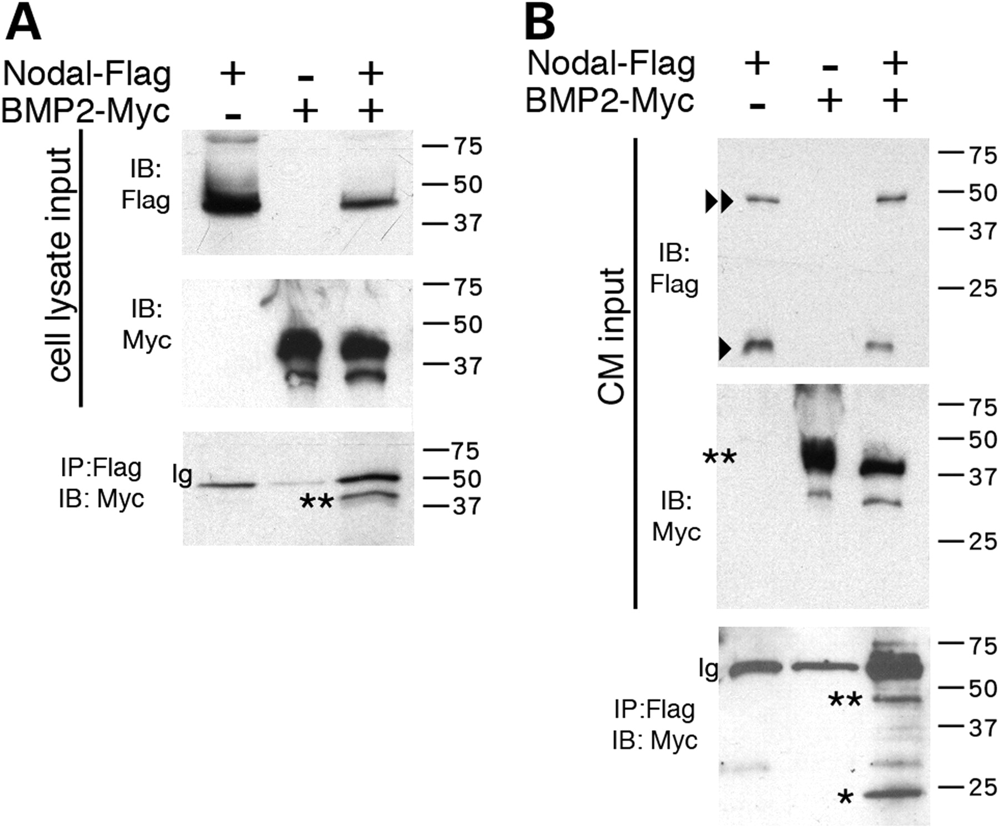 A
Nodal-Flag + - +
BMP2-Myc - + +
cell lysate input
IB:
Flag
75
50
37
IB:
Myc
75
50
37
IP:Flag
IB: Myc
Ig
**
75
50
37
B
Nodal-Flag + - +
BMP2-Myc - + +
CM input
IB:
Flag
75
50
37
25
**
IB:
Myc
75
50
37
25
Ig
**
IP:Flag
IB: Myc
*
75
50
37
25